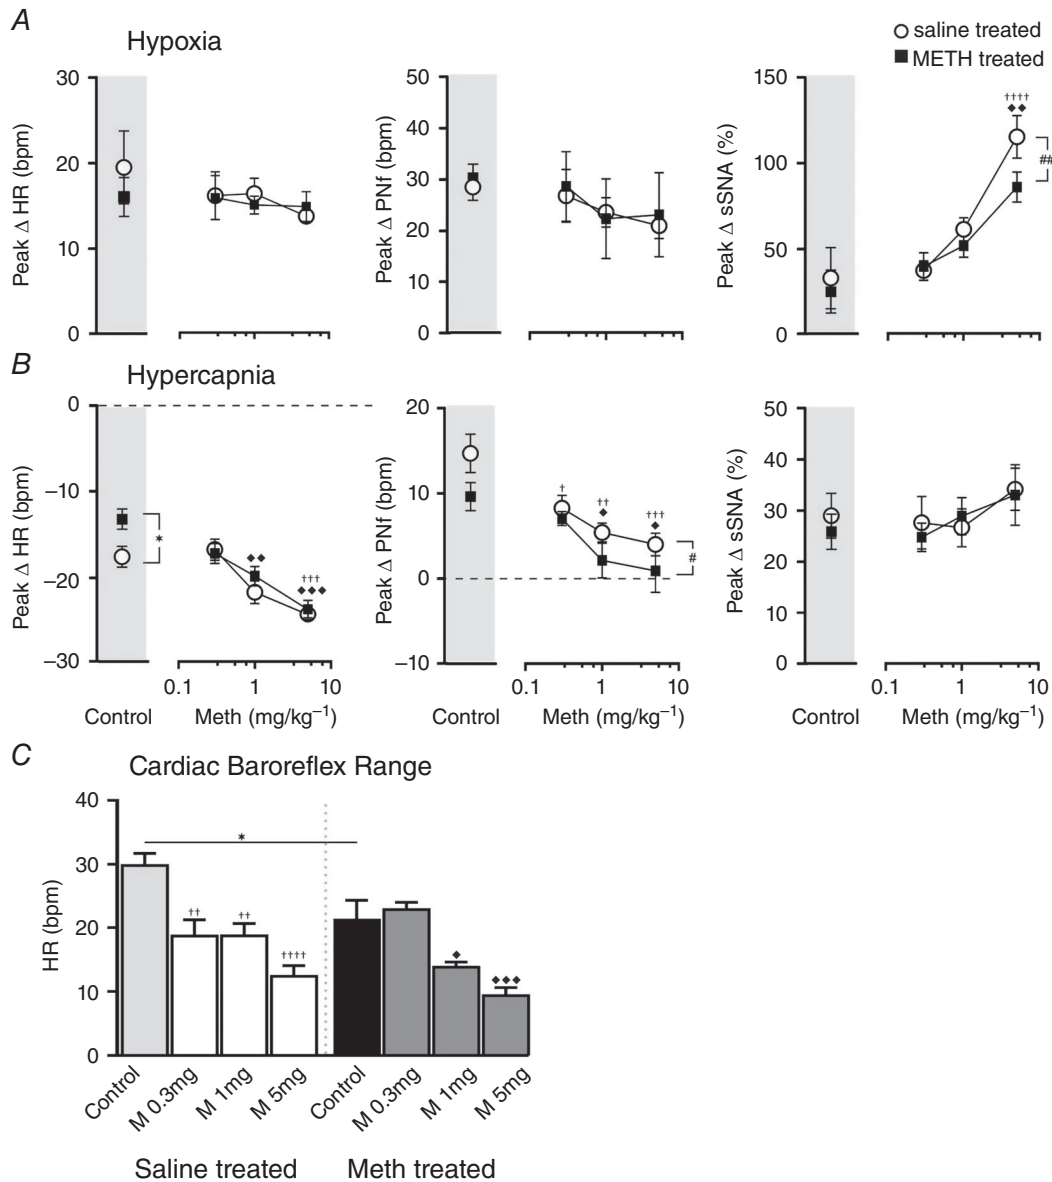 A
Hypoxia
saline treated
METH treated
Peak Δ HR (bpm)
30
20
10
0
Peak Δ PNf (bpm)
50
40
30
20
10
0
Peak Δ sSNA (%)
150
100
50
0
††††
◆◆
##
B
Hypercapnia
Peak Δ HR (bpm)
0
−10
−20
−30
*
◆◆
†††
◆◆◆
0.1
1
10
Control
Meth (mg/kg⁻¹)
Peak Δ PNf (bpm)
20
10
0
−10
†
††
◆
†††
◆
#
0.1
1
10
Control
Meth (mg/kg⁻¹)
Peak Δ sSNA (%)
50
40
30
20
10
0
0.1
1
10
Control
Meth (mg/kg⁻¹)
C
Cardiac Baroreflex Range
HR (bpm)
40
30
20
10
0
*
††
††
††††
◆
◆◆◆
Control
M 0.3mg
M 1mg
M 5mg
Control
M 0.3mg
M 1mg
M 5mg
Saline treated
Meth treated